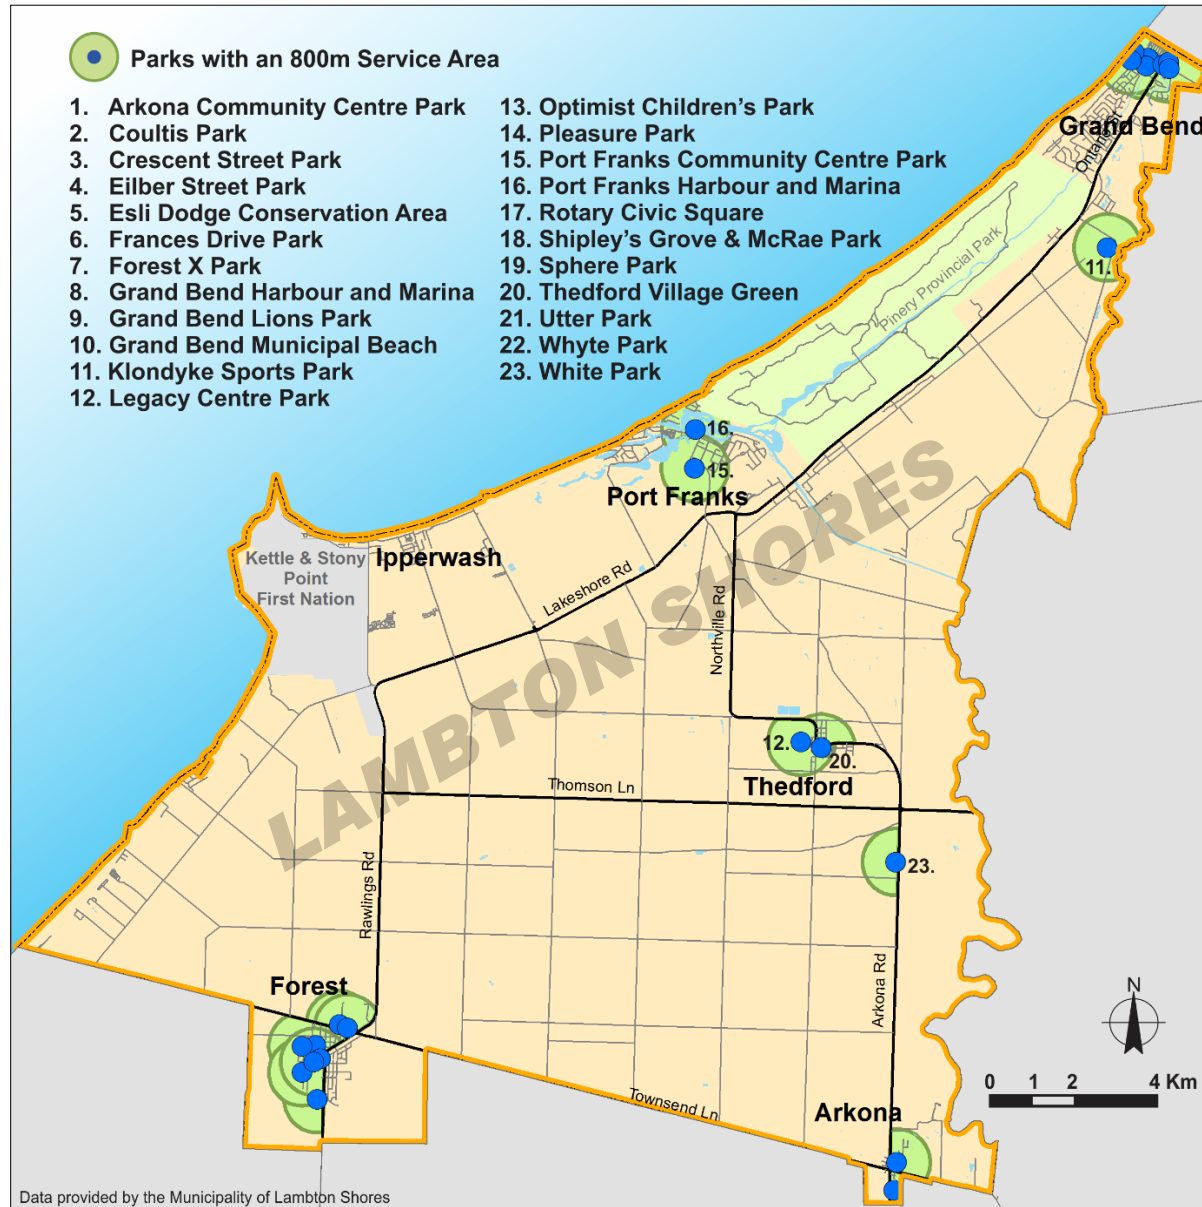 Parks with an 800m Service Area
1. Arkona Community Centre Park
2. Coultis Park
3. Crescent Street Park
4. Eilber Street Park
5. Esli Dodge Conservation Area
6. Frances Drive Park
7. Forest X Park
8. Grand Bend Harbour and Marina
9. Grand Bend Lions Park
10. Grand Bend Municipal Beach
11. Klondyke Sports Park
12. Legacy Centre Park
13. Optimist Children's Park
14. Pleasure Park
15. Port Franks Community Centre Park
16. Port Franks Harbour and Marina
17. Rotary Civic Square
18. Shipley's Grove & McRae Park
19. Sphere Park
20. Thedford Village Green
21. Utter Park
22. Whyte Park
23. White Park
Grand Bend
11.
Pinery Provincial Park
16.
15.
Port Franks
Ipperwash
Kettle & Stony
Point
First Nation
Lakeshore Rd
Northville Rd
LAMBTON SHORES
12.
20.
Thedford
Thomson Ln
23.
Rawlings Rd
Arkona Rd
Forest
Townsend Ln
Arkona
N
0 1 2 4 Km
Data provided by the Municipality of Lambton Shores